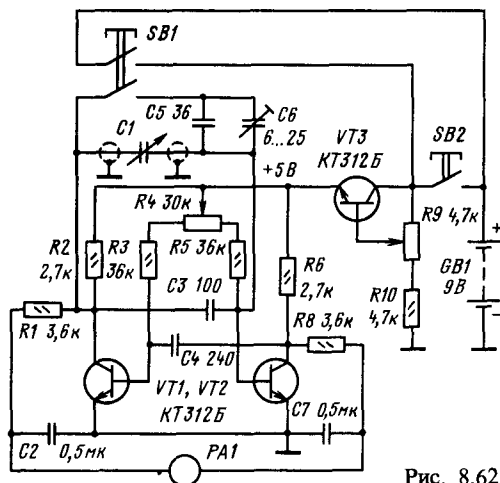 SB1
C5 36
C6
6...25
C1
VT3
КТ312Б
SB2
+5В
R4
30к
R9 4,7к
R2
2,7к
R3
36к
R5 36к
C3 100
R6
2,7к
R10
4,7к
GB1
9В
+
−
R1 3,6к
C4 240
R8 3,6к
VT1, VT2
КТ312Б
C2
0,5мк
C7
0,5мк
PA1
Рис. 8.62